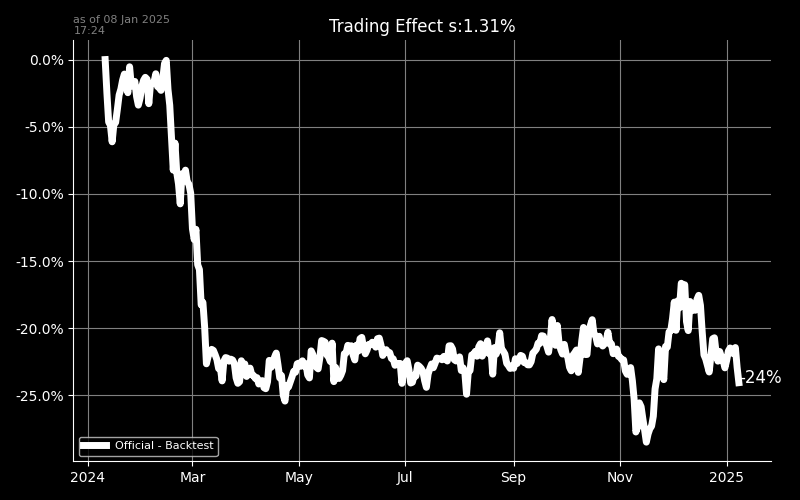 as of 08 Jan 2025
17:24
Trading Effect s:1.31%
0.0%
-5.0%
-10.0%
-15.0%
-20.0%
-25.0%
-24%
Official - Backtest
2024 Mar May Jul Sep Nov 2025